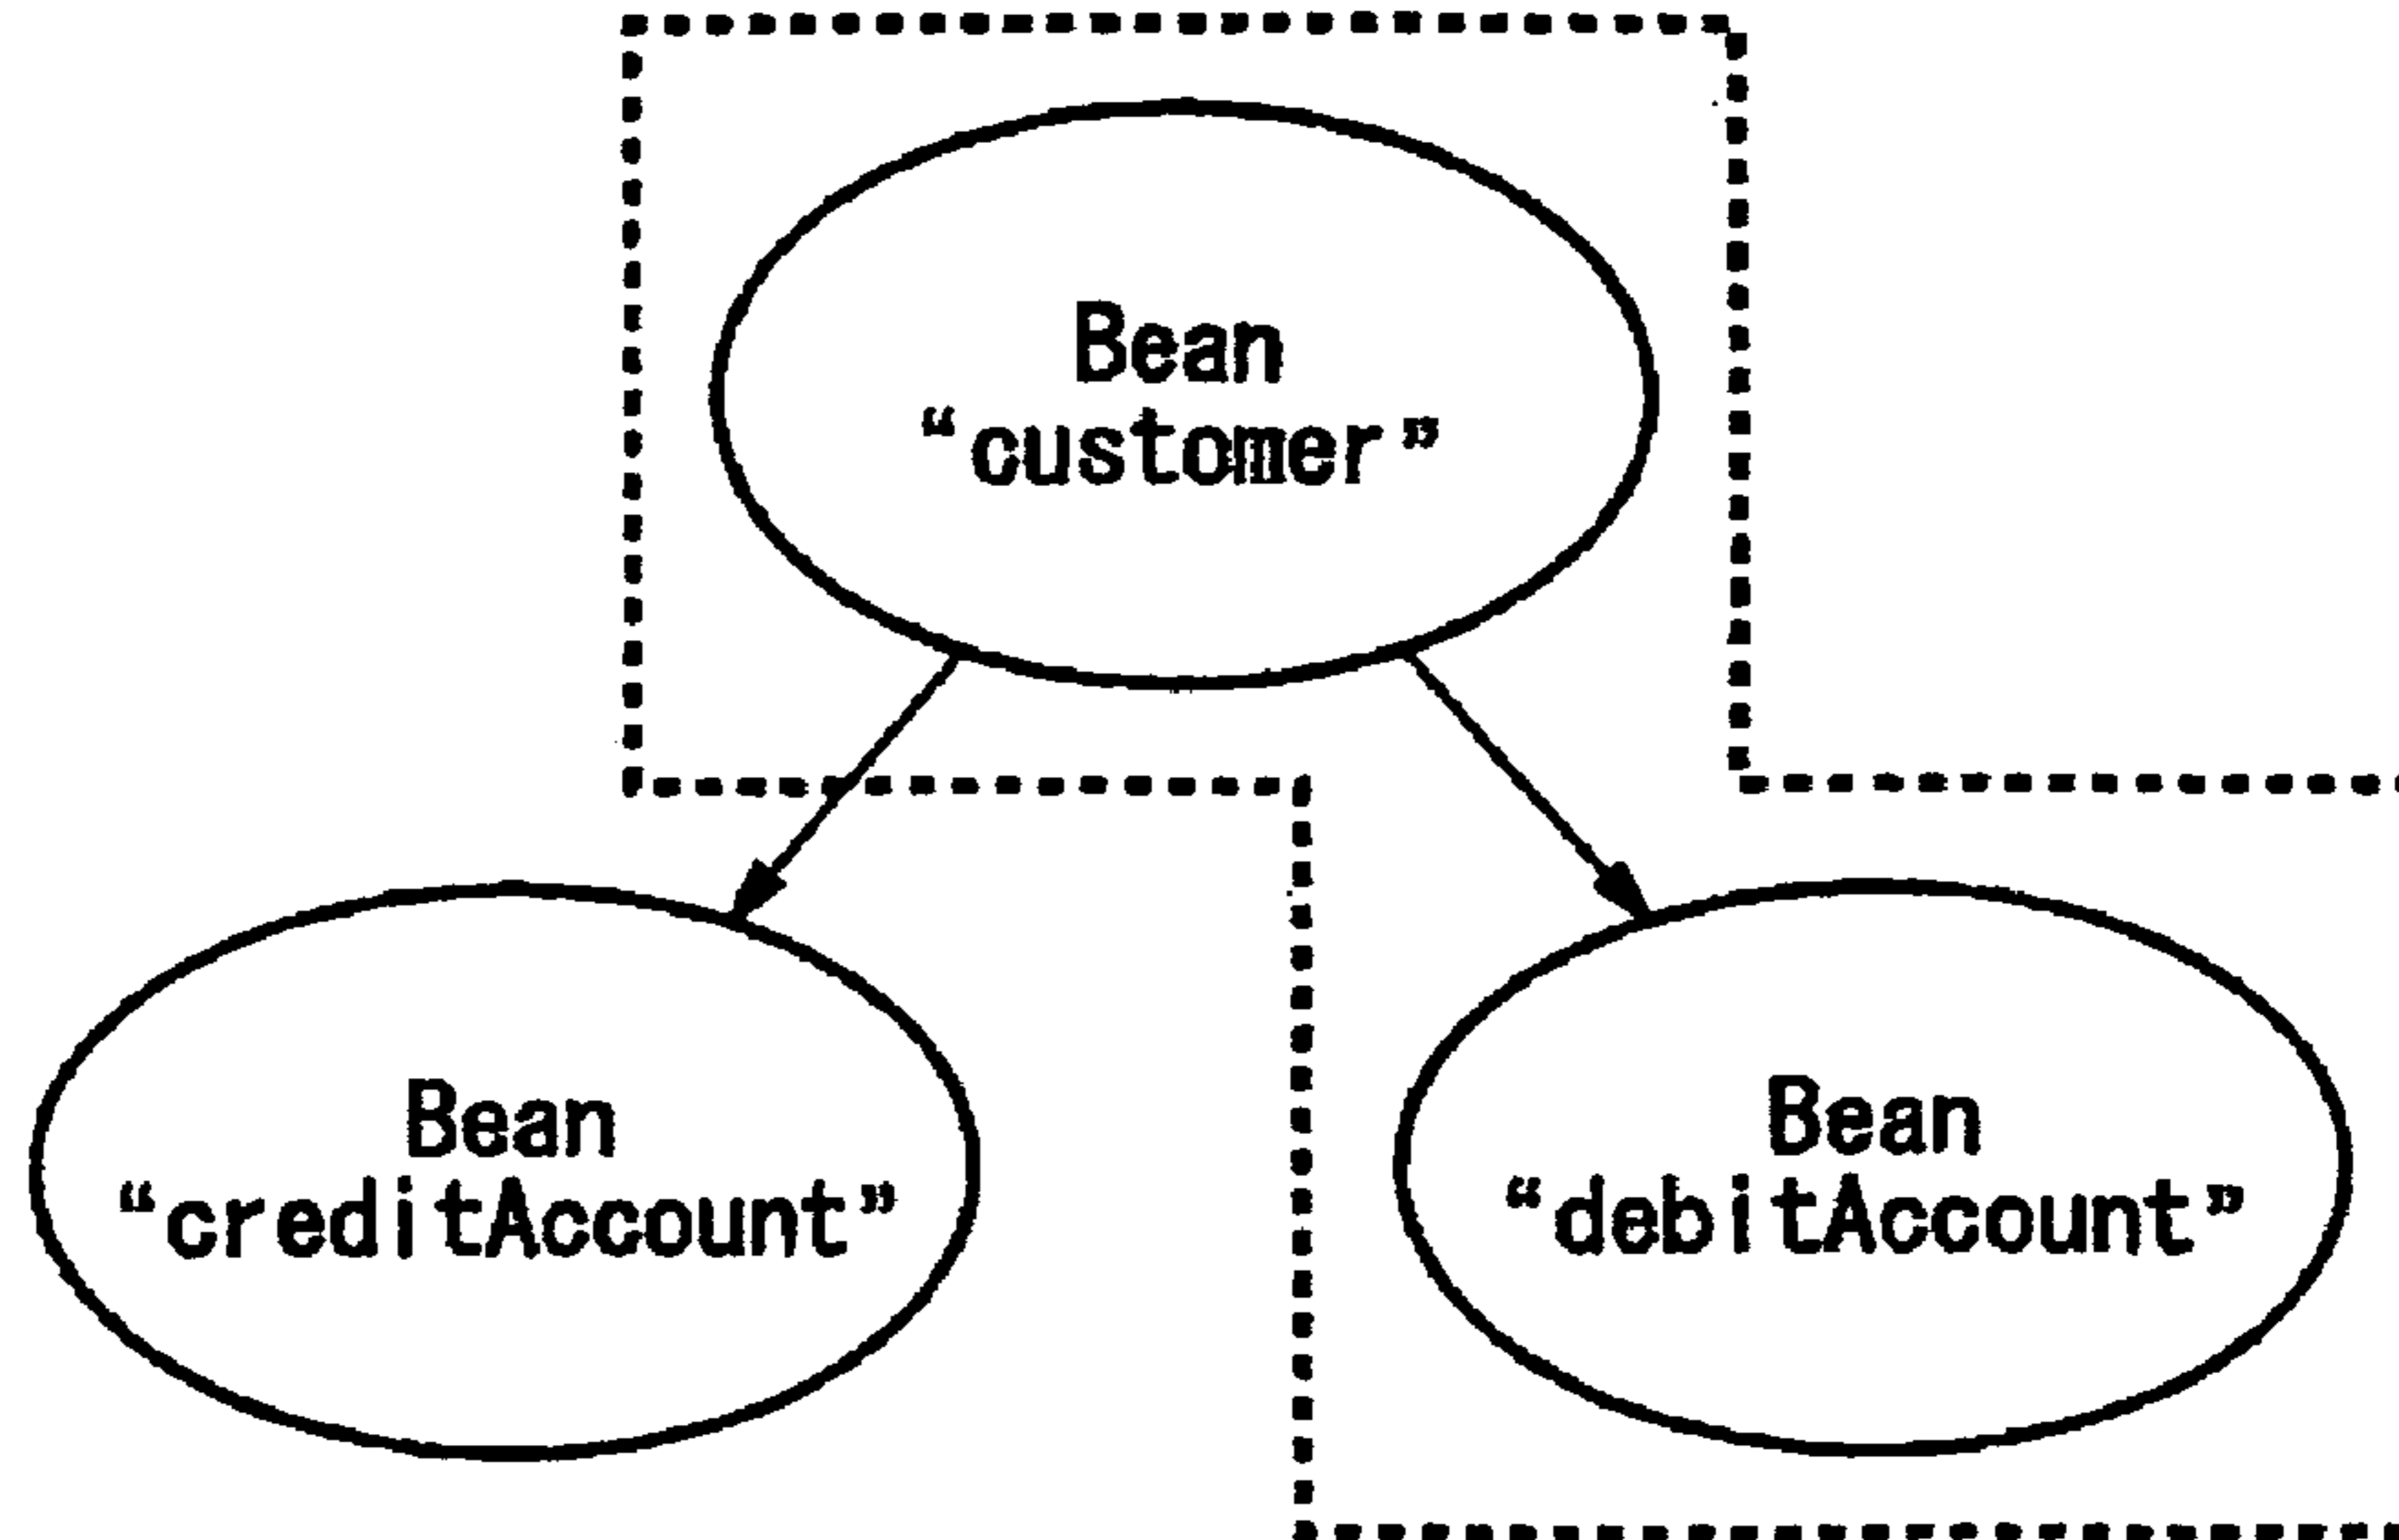 Bean
“customer”
Bean
“creditAccount”
Bean
“debitAccount”